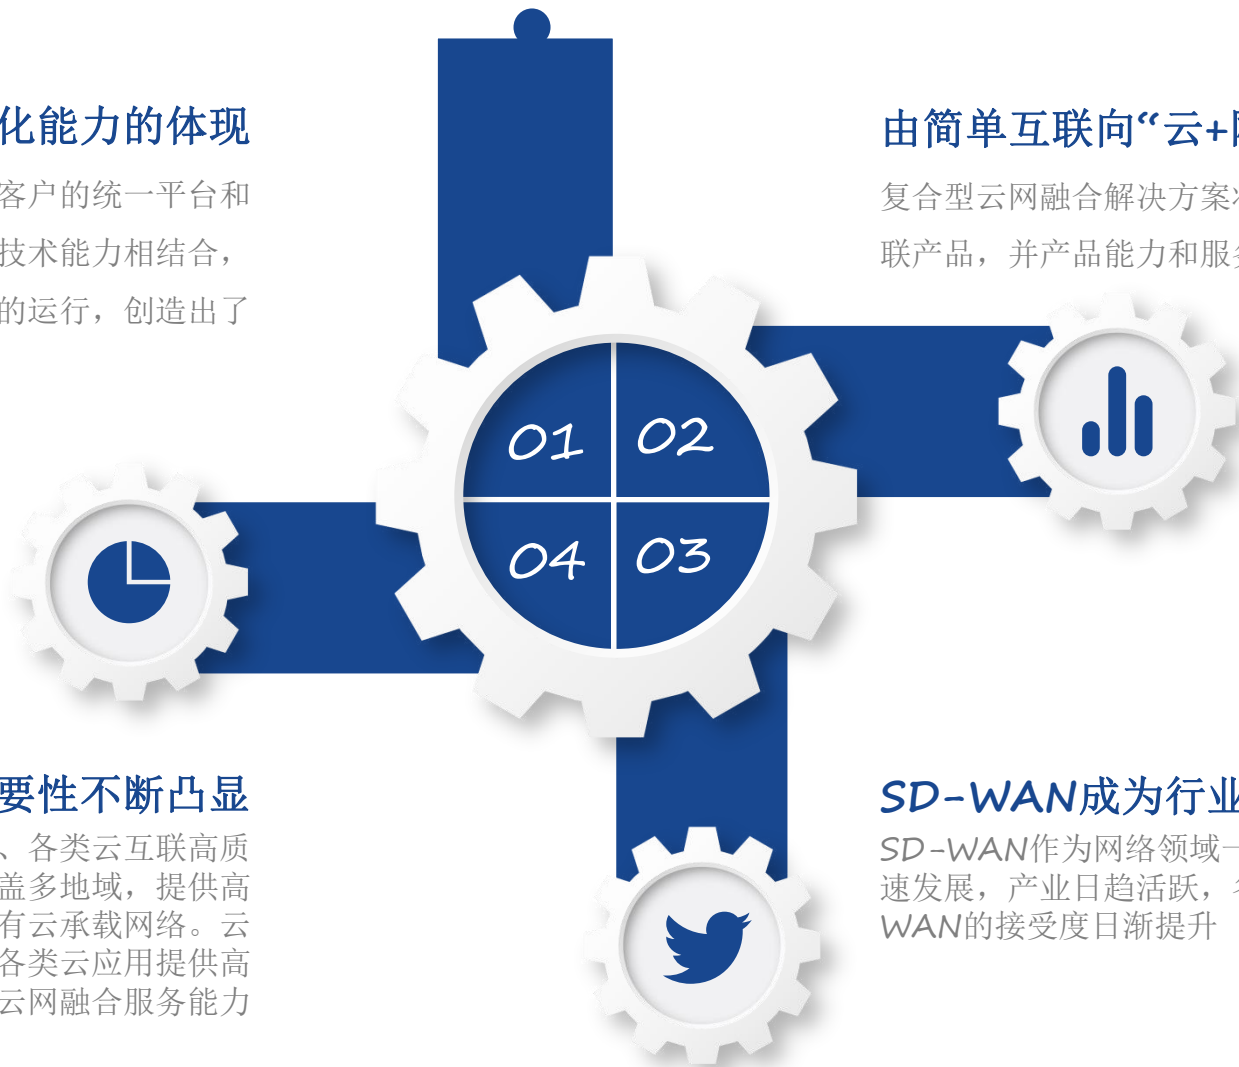 化能力的体现
客户的统一平台和
技术能力相结合，
的运行，创造出了
由简单互联向“云+
复合型云网融合解决方案
联产品，并产品能力和服
01
02
04
03
要性不断凸显
、各类云互联高质
盖多地域，提供高
有云承载网络。云
各类云应用提供高
云网融合服务能力
SD-WAN成为行业
SD-WAN作为网络领域一
速发展，产业日趋活跃，
WAN的接受度日渐提升